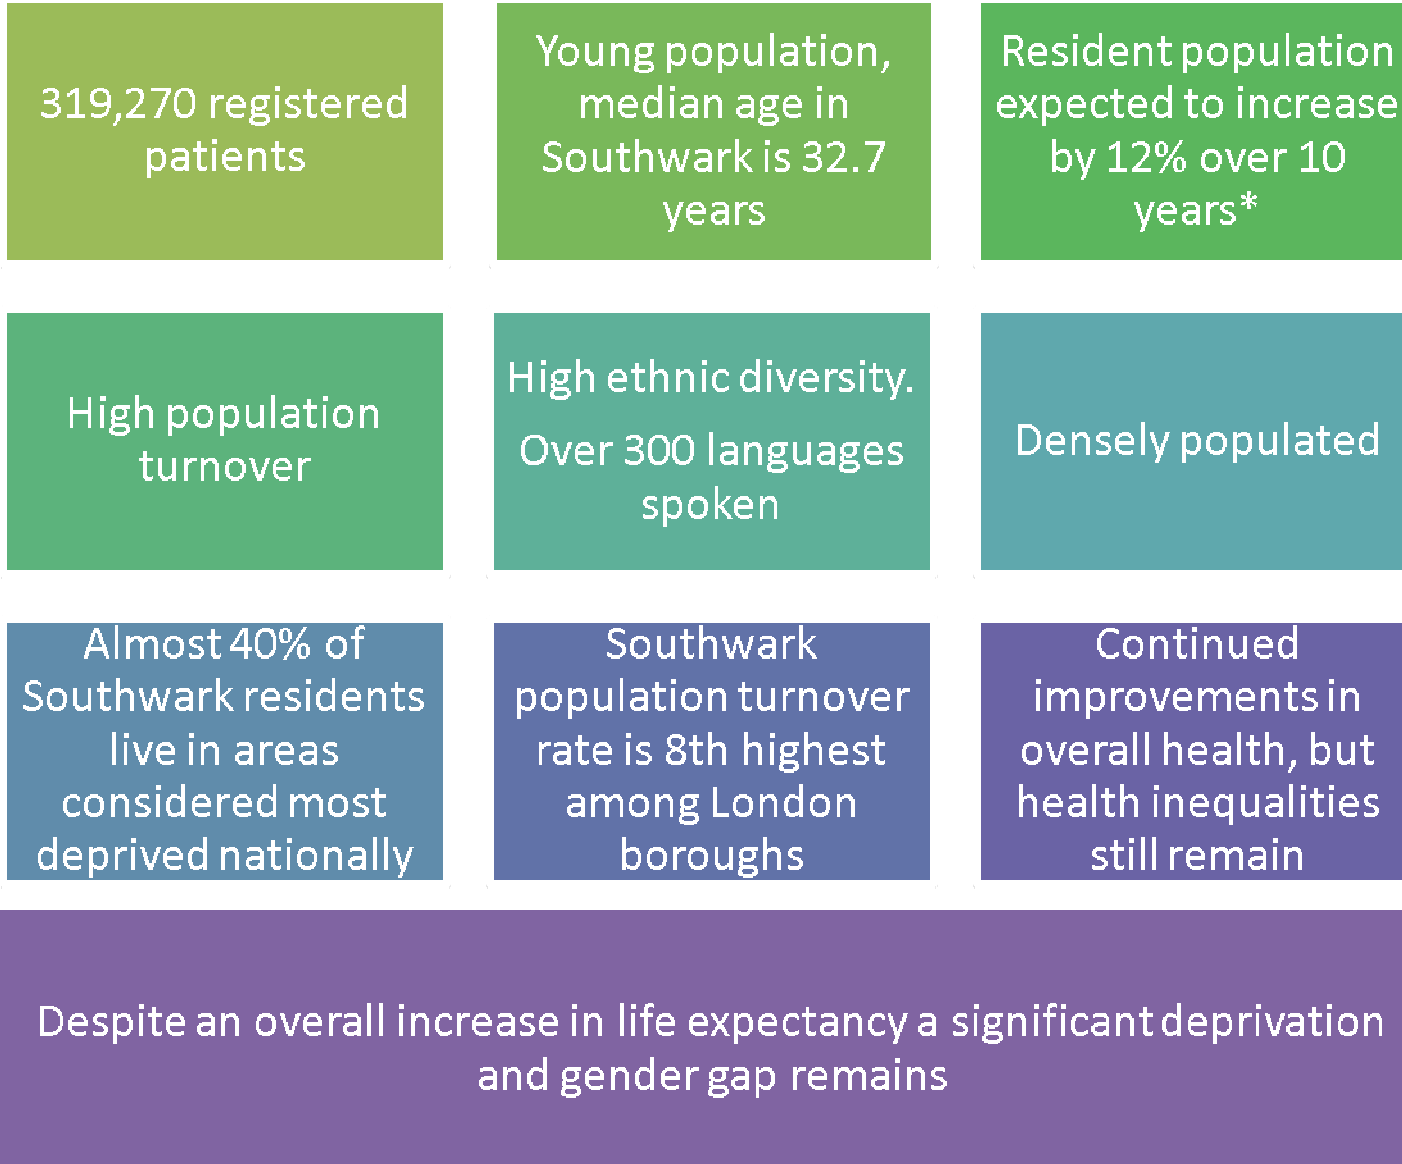 319,270 registered
patients
Young population,
median age in
Southwark is 32.7
years
Resident population
expected to increase
by 12% over 10
years*
High population
turnover
High ethnic diversity.
Over 300 languages
spoken
Densely populated
Almost 40% of
Southwark residents
live in areas
considered most
deprived nationally
Southwark
population turnover
rate is 8th highest
among London
boroughs
Continued
improvements in
overall health, but
health inequalities
still remain
Despite an overall increase in life expectancy a significant deprivation
and gender gap remains